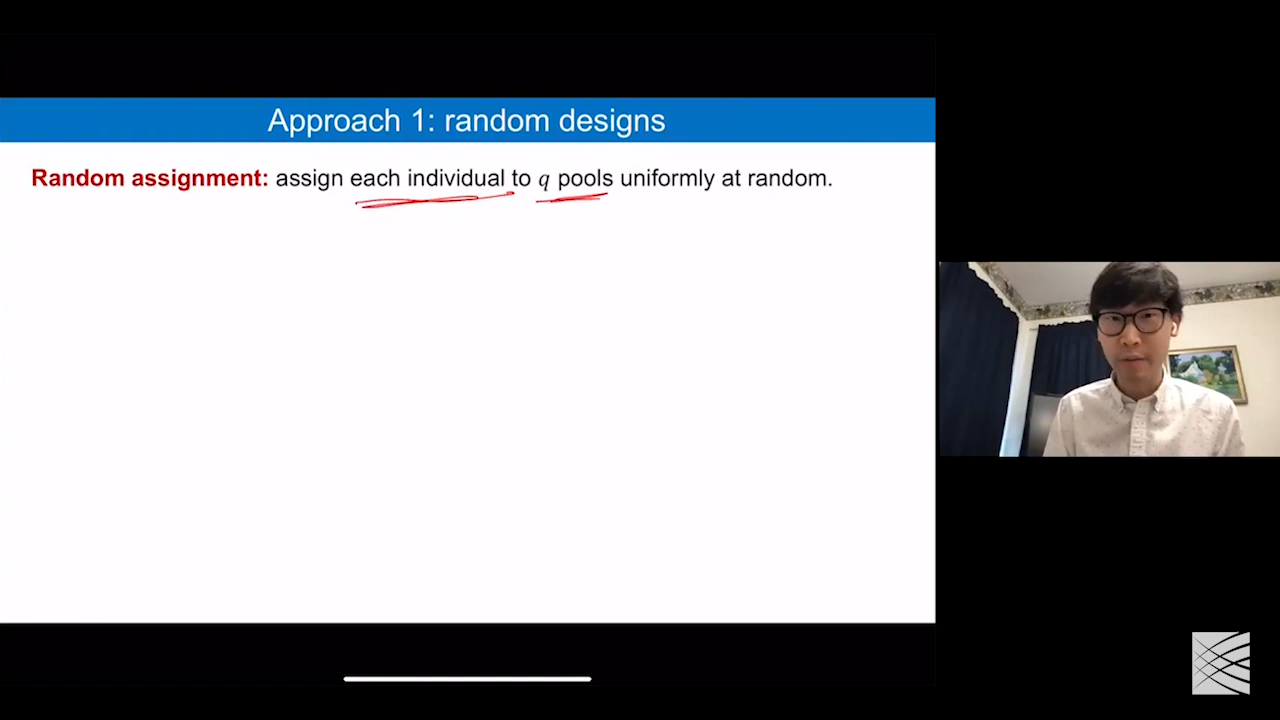 Approach 1: random designs
Random assignment: assign each individual to q pools uniformly at random.